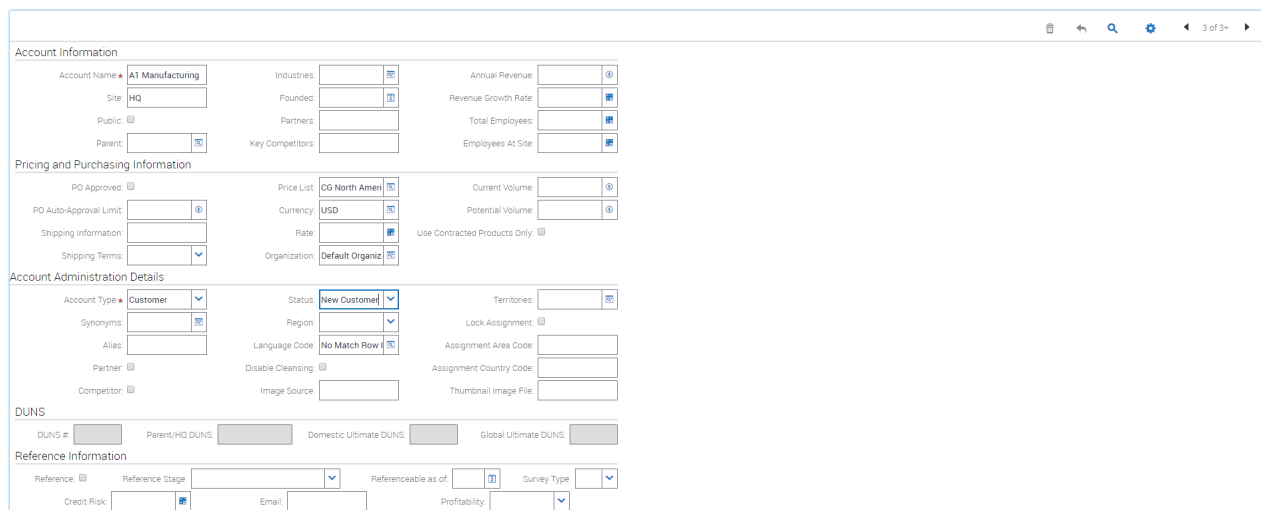 3 of 3+
Account Information
Account Name:★ A1 Manufacturing Industries: Annual Revenue:
Site: HQ Founded: Revenue Growth Rate:
Public: Partners: Total Employees:
Parent: Key Competitors: Employees At Site:
Pricing and Purchasing Information
PO Approved: Price List: CG North Ameri Current Volume:
PO Auto-Approval Limit: Currency: USD Potential Volume:
Shipping Information: Rate: Use Contracted Products Only:
Shipping Terms: Organization: Default Organiz
Account Administration Details
Account Type:★ Customer Status: New Customer Territories:
Synonyms: Region: Lock Assignment:
Alias: Language Code: No Match Row I Assignment Area Code:
Partner: Disable Cleansing: Assignment Country Code:
Competitor: Image Source: Thumbnail Image File:
DUNS
DUNS #: Parent/HQ DUNS: Domestic Ultimate DUNS: Global Ultimate DUNS:
Reference Information
Reference: Reference Stage: Referenceable as of: Survey Type:
Credit Risk: Email: Profitability: